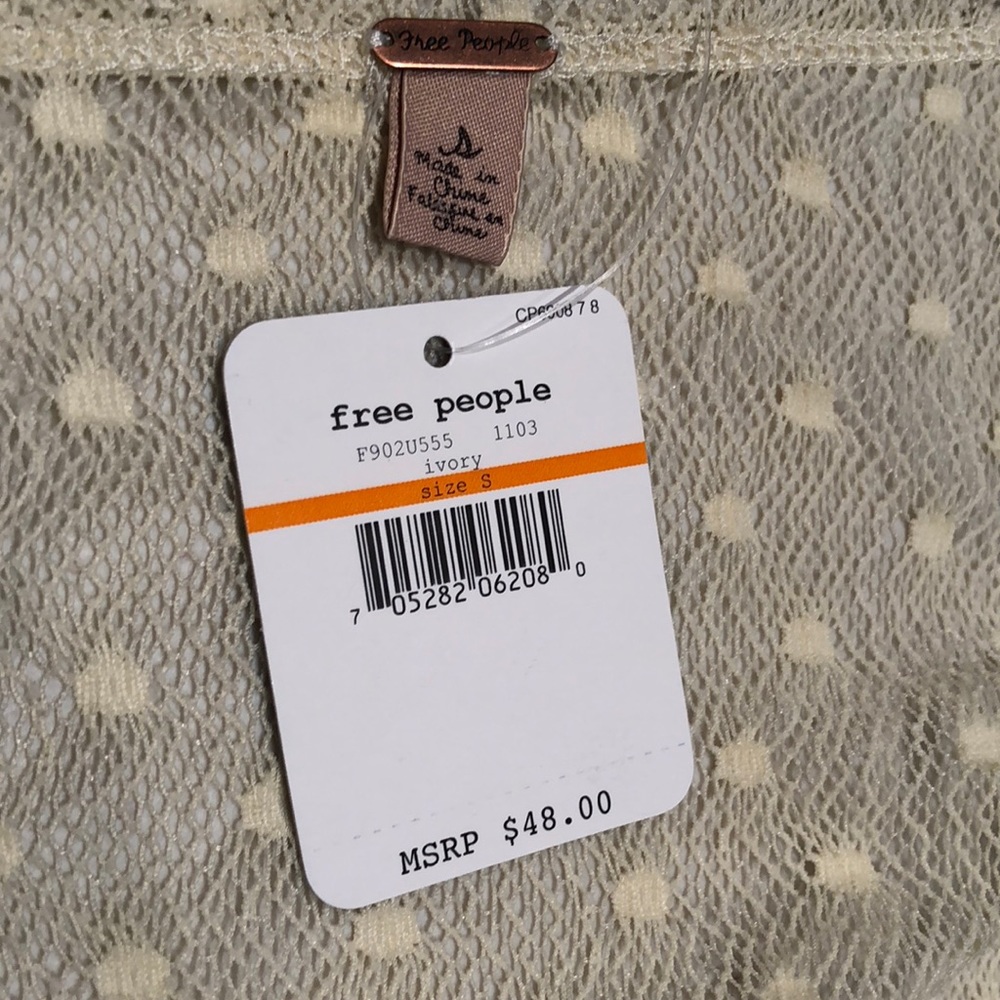 Free People
S
Made in
Chine
Fabriqué en
Chine
free people
F902U555 1103
ivory
size S
7 05282 06208 0
MSRP $48.00